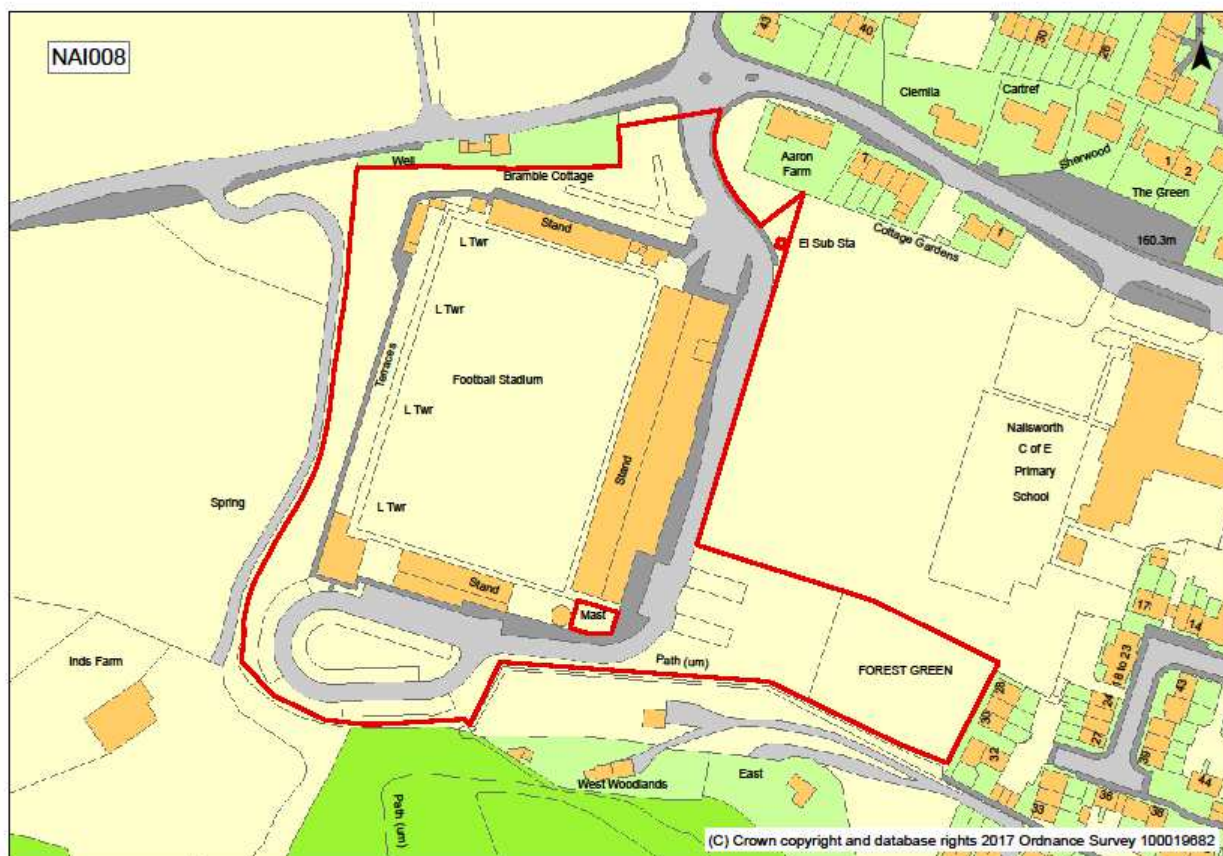 NAI008
43
40
30
26
Clemila
Cartref
Sherwood
1
2
The Green
160.3m
Aaron
Farm
7
Cottage Gardens
1
Well
Bramble Cottage
Stand
L Twr
El Sub Sta
L Twr
Terraces
Football Stadium
L Twr
Stand
Nailsworth
C of E
Primary
School
Spring
L Twr
Stand
Mast
17
14
Inds Farm
Path (um)
FOREST GREEN
18 to 23
28
30
32
24
27
43
39
44
West Woodlands
East
Path (um)
33
36
38
(C) Crown copyright and database rights 2017 Ordnance Survey 100019682